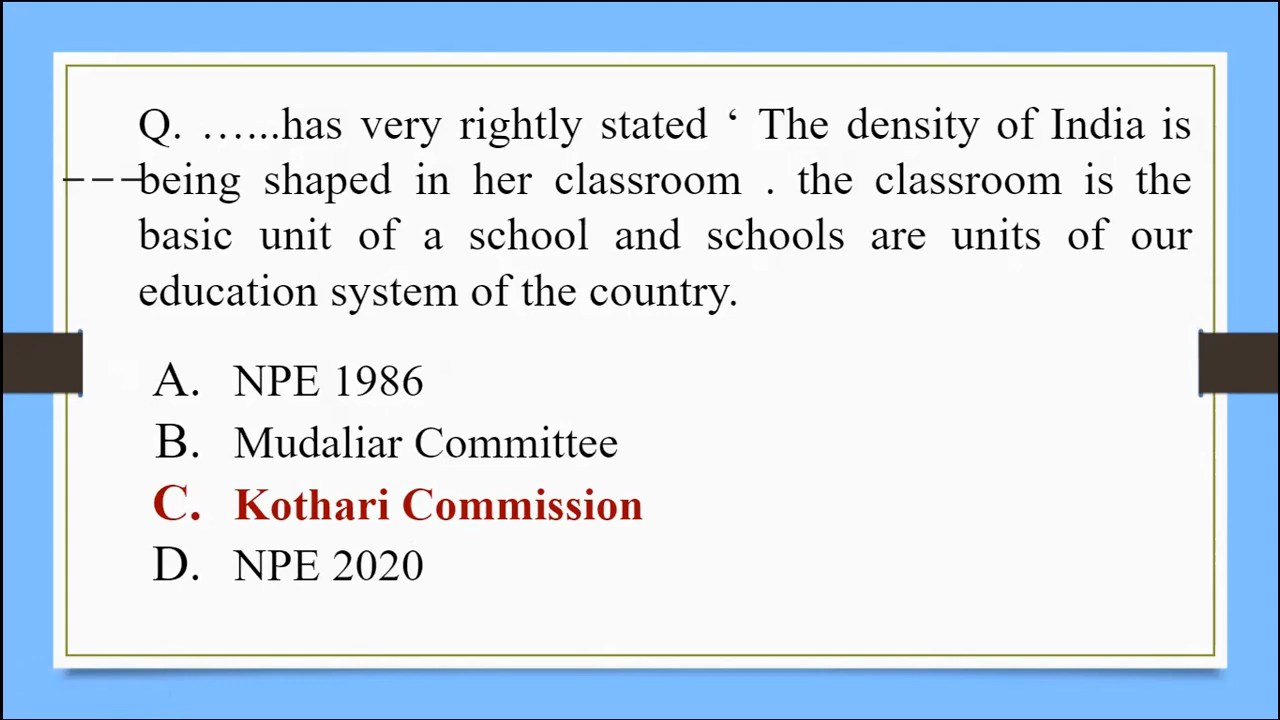 Q. …...has very rightly stated ‘ The density of India is
being shaped in her classroom . the classroom is the
basic unit of a school and schools are units of our
education system of the country.
A. NPE 1986
B. Mudaliar Committee
C. Kothari Commission
D. NPE 2020